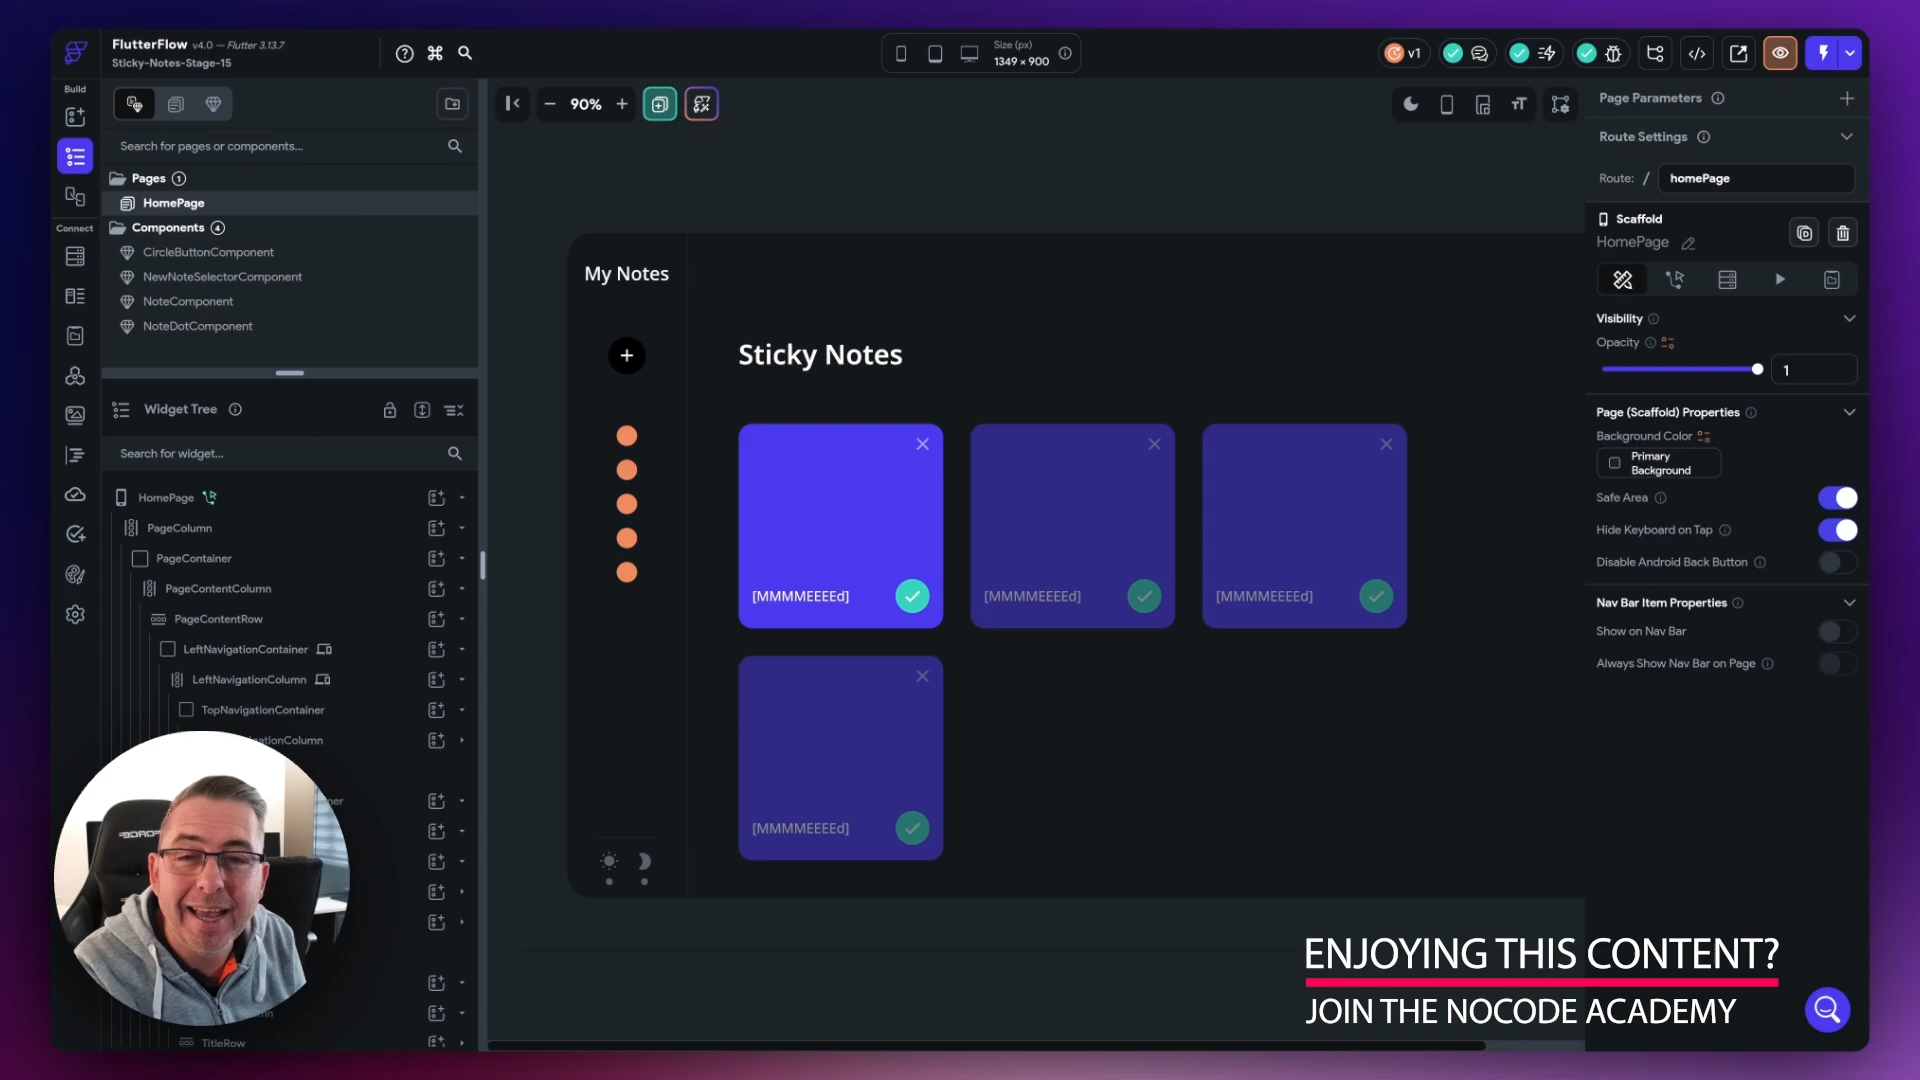 FlutterFlow v4.0 — Flutter 3.13.7
Sticky-Notes-Stage-15
Size (px)
1349 × 900
v1
Build
90%
Page Parameters
Search for pages or components...
Route Settings
Pages 1
Route: / homePage
HomePage
Connect
Components 4
Scaffold
HomePage
CircleButtonComponent
NewNoteSelectorComponent
NoteComponent
NoteDotComponent
My Notes
Visibility
Opacity
1
Sticky Notes
Widget Tree
Search for widget...
Page (Scaffold) Properties
Background Color
Primary
Background
Safe Area
Hide Keyboard on Tap
Disable Android Back Button
HomePage
PageColumn
PageContainer
PageContentColumn
PageContentRow
LeftNavigationContainer
LeftNavigationColumn
TopNavigationContainer
ationColumn
ner
TitleRow
[MMMMEEEEd]
[MMMMEEEEd]
[MMMMEEEEd]
Nav Bar Item Properties
Show on Nav Bar
Always Show Nav Bar on Page
[MMMMEEEEd]
ENJOYING THIS CONTENT?
JOIN THE NOCODE ACADEMY